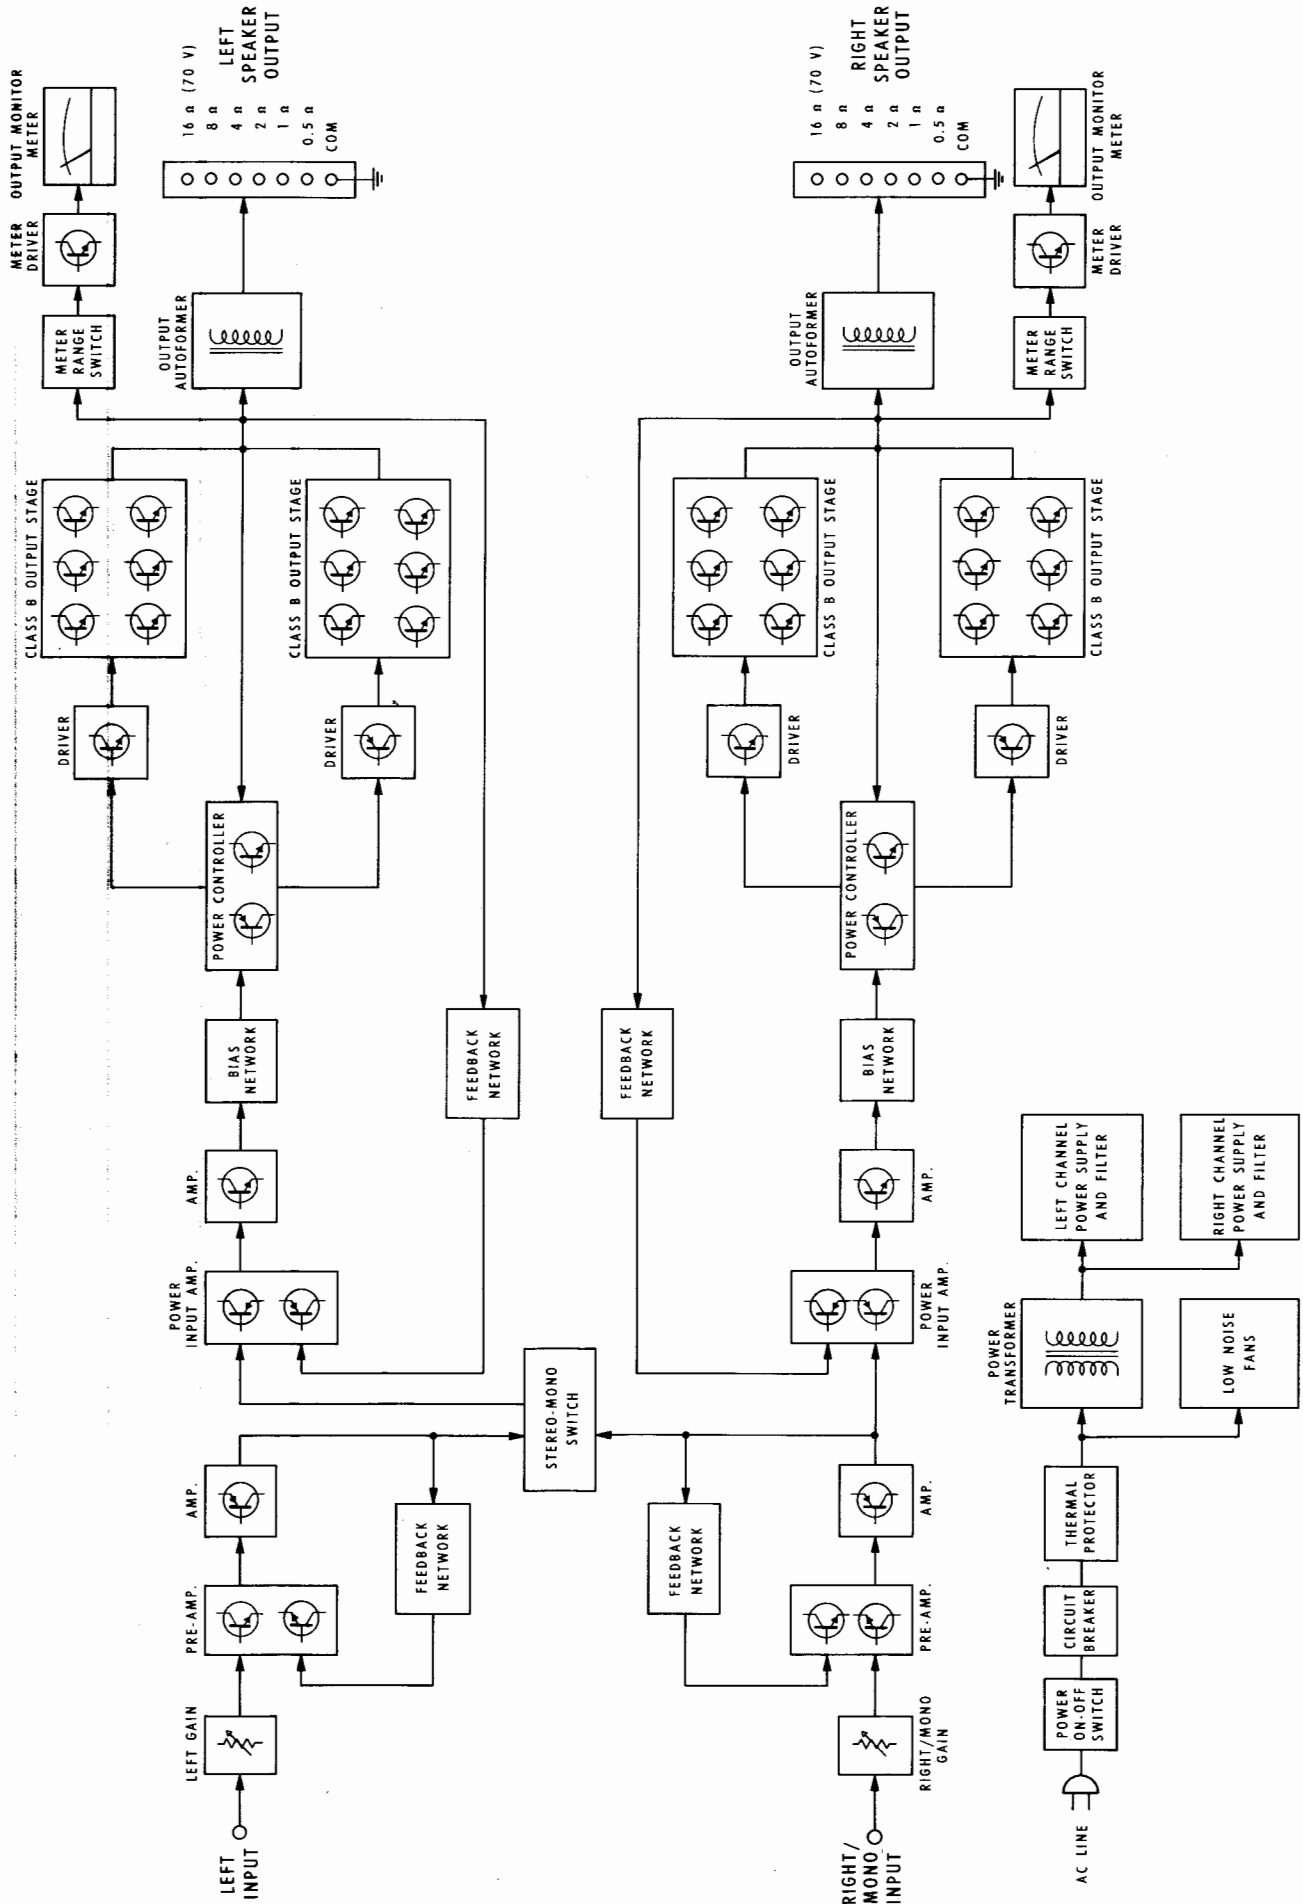 LEFT
INPUT
LEFT GAIN
PRE-AMP.
AMP.
FEEDBACK
NETWORK
STEREO-MONO
SWITCH
POWER
INPUT AMP.
AMP.
BIAS
NETWORK
FEEDBACK
NETWORK
POWER CONTROLLER
DRIVER
DRIVER
CLASS B OUTPUT STAGE
CLASS B OUTPUT STAGE
METER
RANGE
SWITCH
METER
DRIVER
OUTPUT MONITOR
METER
OUTPUT
AUTOFORMER
16 Ω (70 V)
8 Ω
4 Ω
2 Ω
1 Ω
0.5 Ω
COM
LEFT
SPEAKER
OUTPUT
RIGHT/
MONO
INPUT
RIGHT/MONO
GAIN
PRE-AMP.
AMP.
FEEDBACK
NETWORK
POWER
INPUT AMP.
AMP.
BIAS
NETWORK
FEEDBACK
NETWORK
POWER CONTROLLER
DRIVER
DRIVER
CLASS B OUTPUT STAGE
CLASS B OUTPUT STAGE
OUTPUT
AUTOFORMER
METER
RANGE
SWITCH
METER
DRIVER
OUTPUT MONITOR
METER
16 Ω (70 V)
8 Ω
4 Ω
2 Ω
1 Ω
0.5 Ω
COM
RIGHT
SPEAKER
OUTPUT
AC LINE
POWER
ON-OFF
SWITCH
CIRCUIT
BREAKER
THERMAL
PROTECTOR
POWER
TRANSFORMER
LOW NOISE
FANS
LEFT CHANNEL
POWER SUPPLY
AND FILTER
RIGHT CHANNEL
POWER SUPPLY
AND FILTER